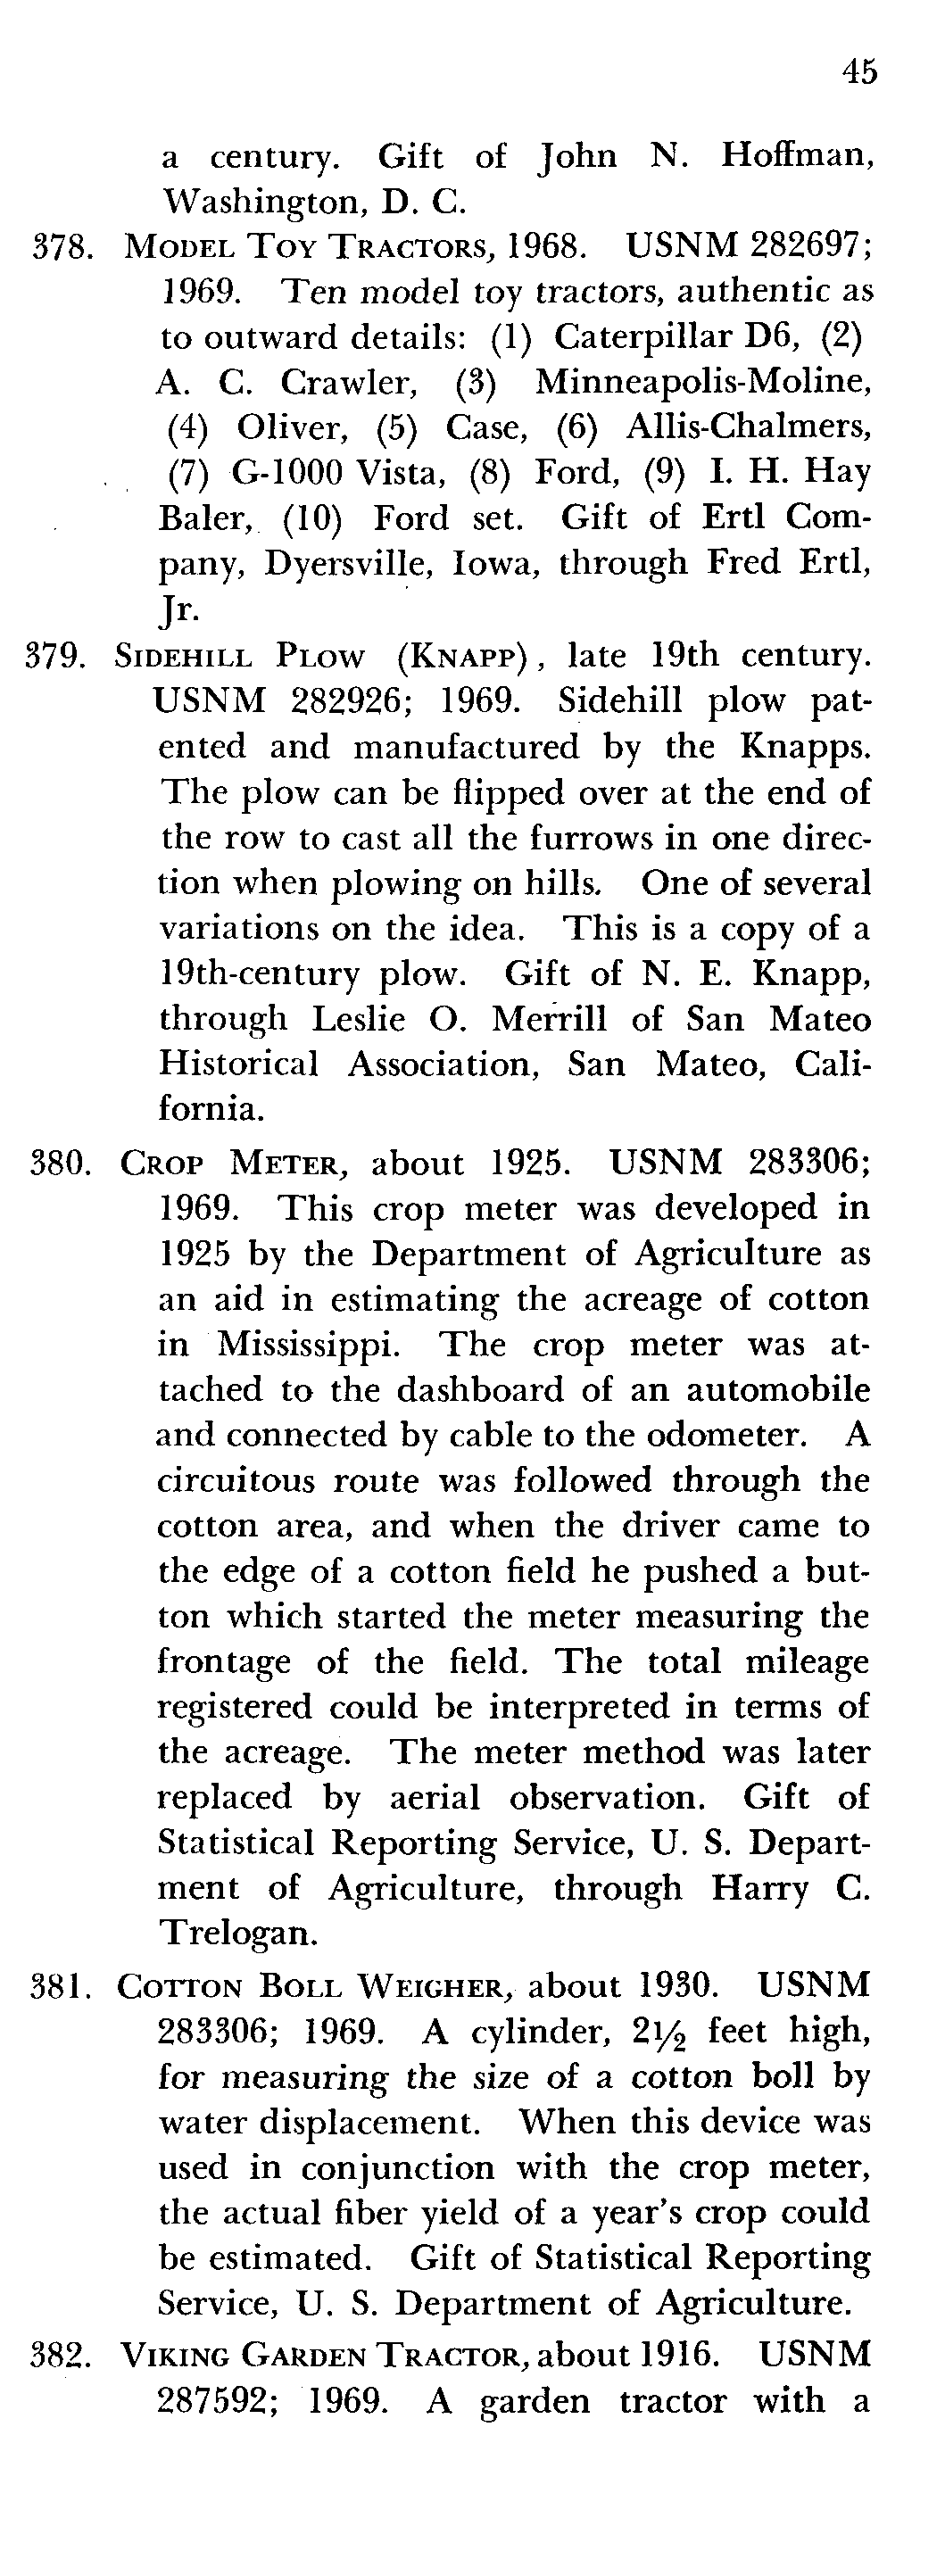 45
a century. Gift of John N. Hoffman,
Washington, D. C.
378. Model Toy Tractors, 1968. USNM 282697;
1969. Ten model toy tractors, authentic as
to outward details: (1) Caterpillar D6, (2)
A. C. Crawler, (3) Minneapolis-Moline,
(4) Oliver, (5) Case, (6) Allis-Chalmers,
(7) G-1000 Vista, (8) Ford, (9) I. H. Hay
Baler, (10) Ford set. Gift of Ertl Com-
pany, Dyersville, Iowa, through Fred Ertl,
Jr.
379. Sidehill Plow (Knapp), late 19th century.
USNM 282926; 1969. Sidehill plow pat-
ented and manufactured by the Knapps.
The plow can be flipped over at the end of
the row to cast all the furrows in one direc-
tion when plowing on hills. One of several
variations on the idea. This is a copy of a
19th-century plow. Gift of N. E. Knapp,
through Leslie O. Merrill of San Mateo
Historical Association, San Mateo, Cali-
fornia.
380. Crop Meter, about 1925. USNM 283306;
1969. This crop meter was developed in
1925 by the Department of Agriculture as
an aid in estimating the acreage of cotton
in Mississippi. The crop meter was at-
tached to the dashboard of an automobile
and connected by cable to the odometer. A
circuitous route was followed through the
cotton area, and when the driver came to
the edge of a cotton field he pushed a but-
ton which started the meter measuring the
frontage of the field. The total mileage
registered could be interpreted in terms of
the acreage. The meter method was later
replaced by aerial observation. Gift of
Statistical Reporting Service, U. S. Depart-
ment of Agriculture, through Harry C.
Trelogan.
381. Cotton Boll Weigher, about 1930. USNM
283306; 1969. A cylinder, 2½ feet high,
for measuring the size of a cotton boll by
water displacement. When this device was
used in conjunction with the crop meter,
the actual fiber yield of a year's crop could
be estimated. Gift of Statistical Reporting
Service, U. S. Department of Agriculture.
382. Viking Garden Tractor, about 1916. USNM
287592; 1969. A garden tractor with a